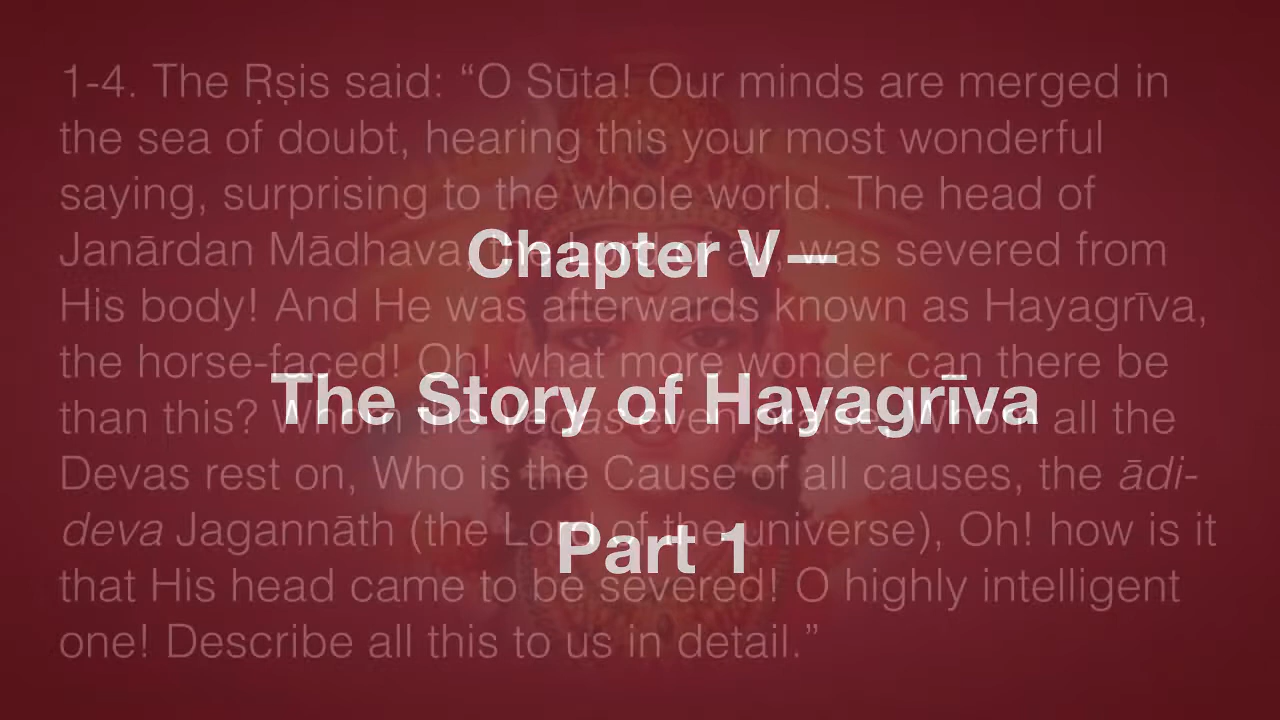 1-4. The Ṛṣis said: “O Sūta! Our minds are merged in
the sea of doubt, hearing this your most wonderful
saying, surprising to the whole world. The head of
Janārdan Mādhava, the Lord of all, was severed from
His body! And He was afterwards known as Hayagrīva,
the horse-faced! Oh! what more wonder can there be
than this? Whom the Vedas even praise, Whom all the
Devas rest on, Who is the Cause of all causes, the ādi-
deva Jagannāth (the Lord of the universe), Oh! how is it
that His head came to be severed! O highly intelligent
one! Describe all this to us in detail.”
Chapter V—
The Story of Hayagrīva
Part 1